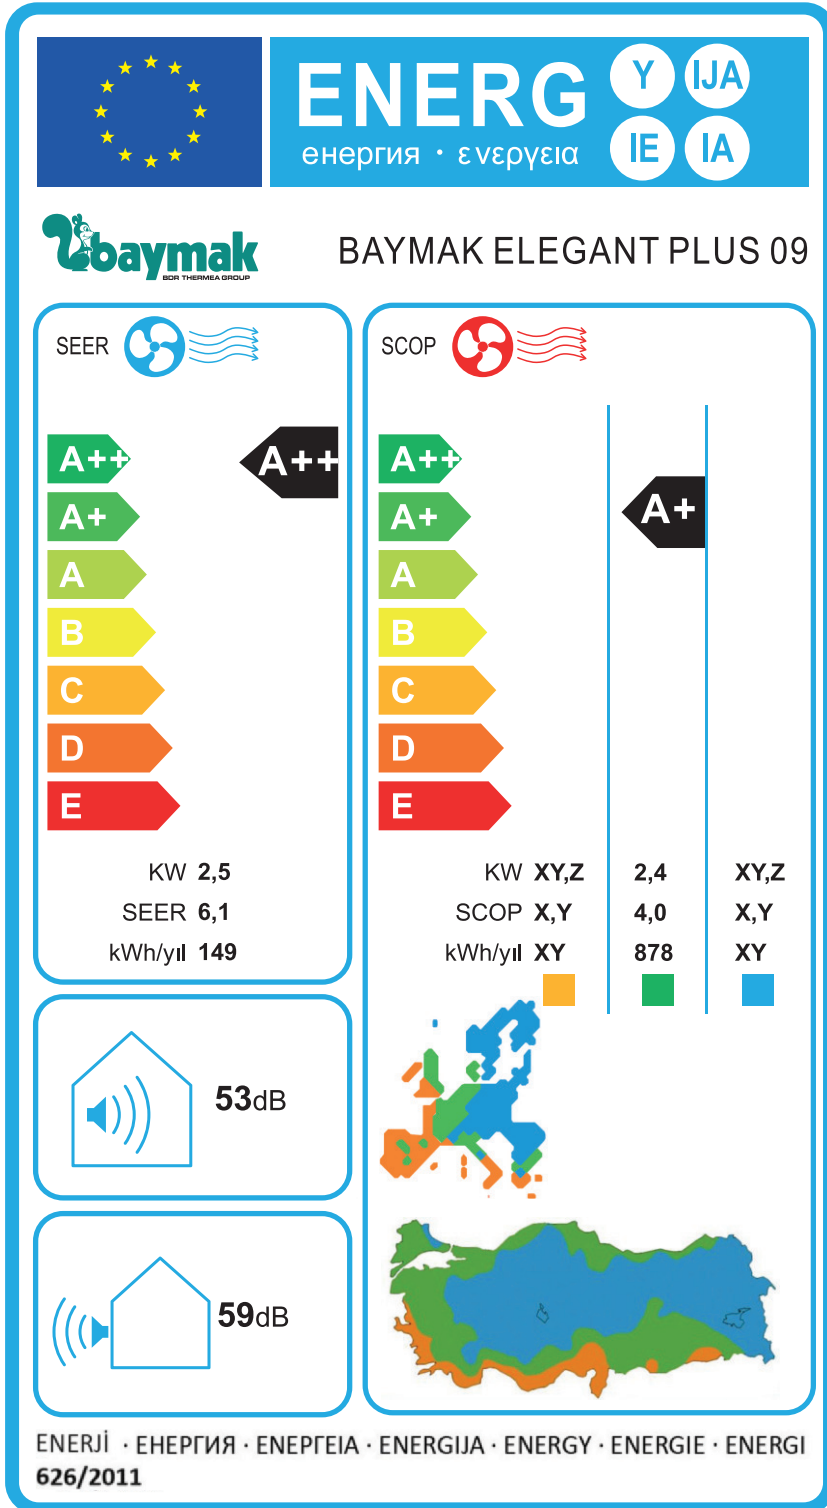 ENERG Y IJA
енергия · ενεργεια IE IA
baymak
BDR THERMEA GROUP
BAYMAK ELEGANT PLUS 09
SEER
A++
A++
A+
A
B
C
D
E
KW 2,5
SEER 6,1
kWh/yıl 149
SCOP
A++
A+
A+
A
B
C
D
E
KW XY,Z 2,4 XY,Z
SCOP X,Y 4,0 X,Y
kWh/yıl XY 878 XY
53dB
59dB
ENERJİ · ЕНЕРГИЯ · ΕΝΕΡΓΕΙΑ · ENERGIJA · ENERGY · ENERGIE · ENERGI
626/2011